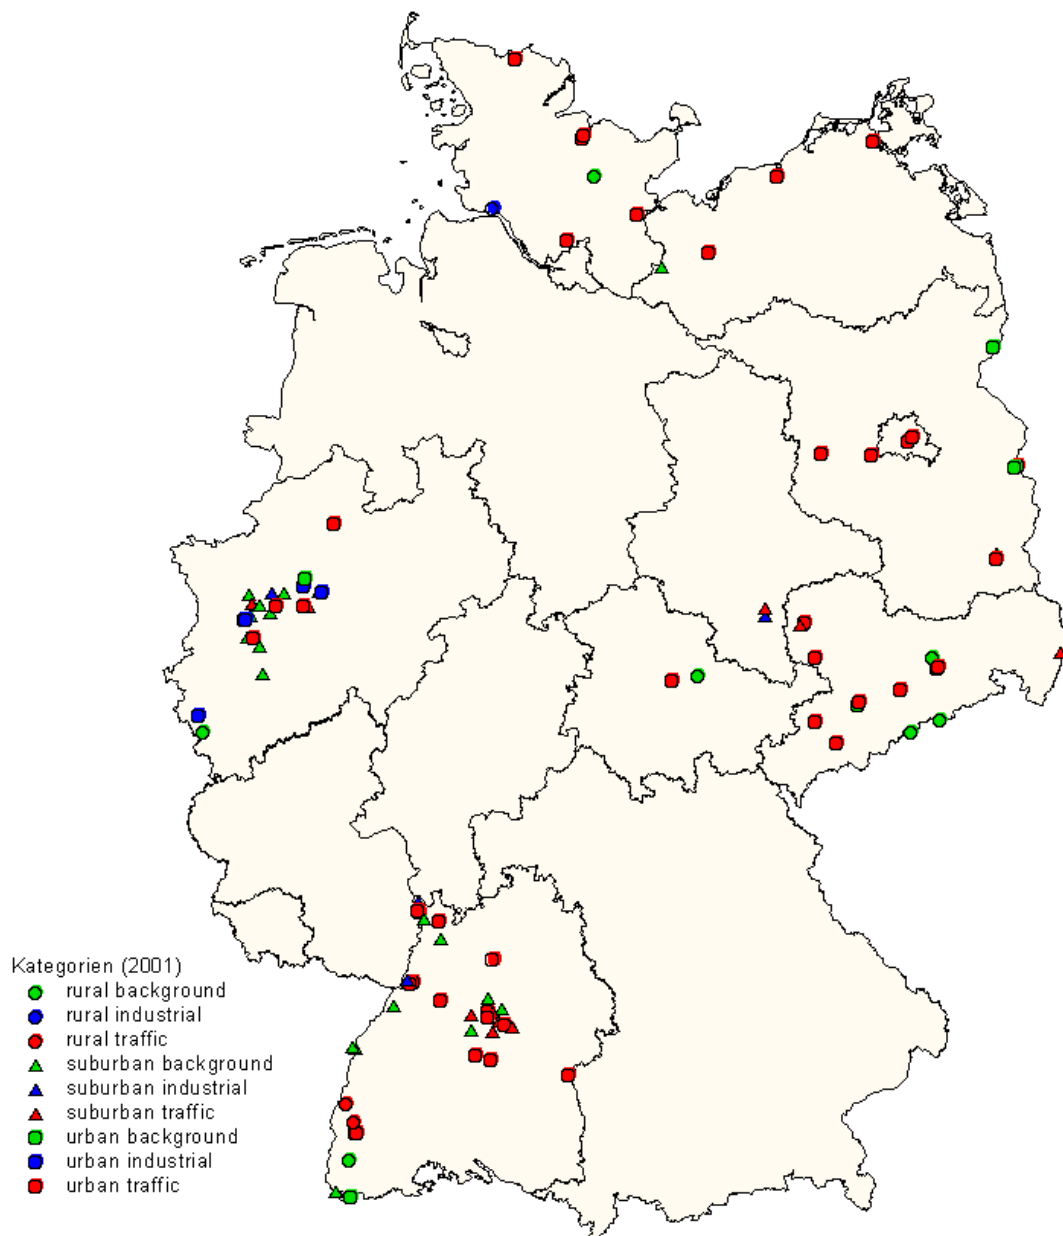 Kategorien (2001)
rural background
rural industrial
rural traffic
suburban background
suburban industrial
suburban traffic
urban background
urban industrial
urban traffic